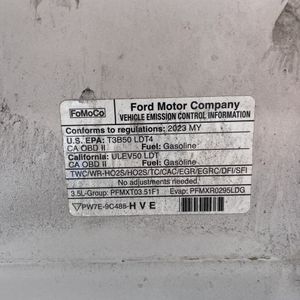 FoMoCo
Ford Motor Company
VEHICLE EMISSION CONTROL INFORMATION
Conforms to regulations: 2023 MY
U.S. EPA: T3B50 LDT4
CA OBD II Fuel: Gasoline
California: ULEV50 LDT
CA OBD II Fuel: Gasoline
TWC/WR-HO2S/HO2S/TC/CAC/EGR/EGRC/DFI/SFI
No adjustments needed.
3.5L-Group: PFMXT03.51F1 Evap: PFMXR0295LDG
PW7E-9C485-HVE